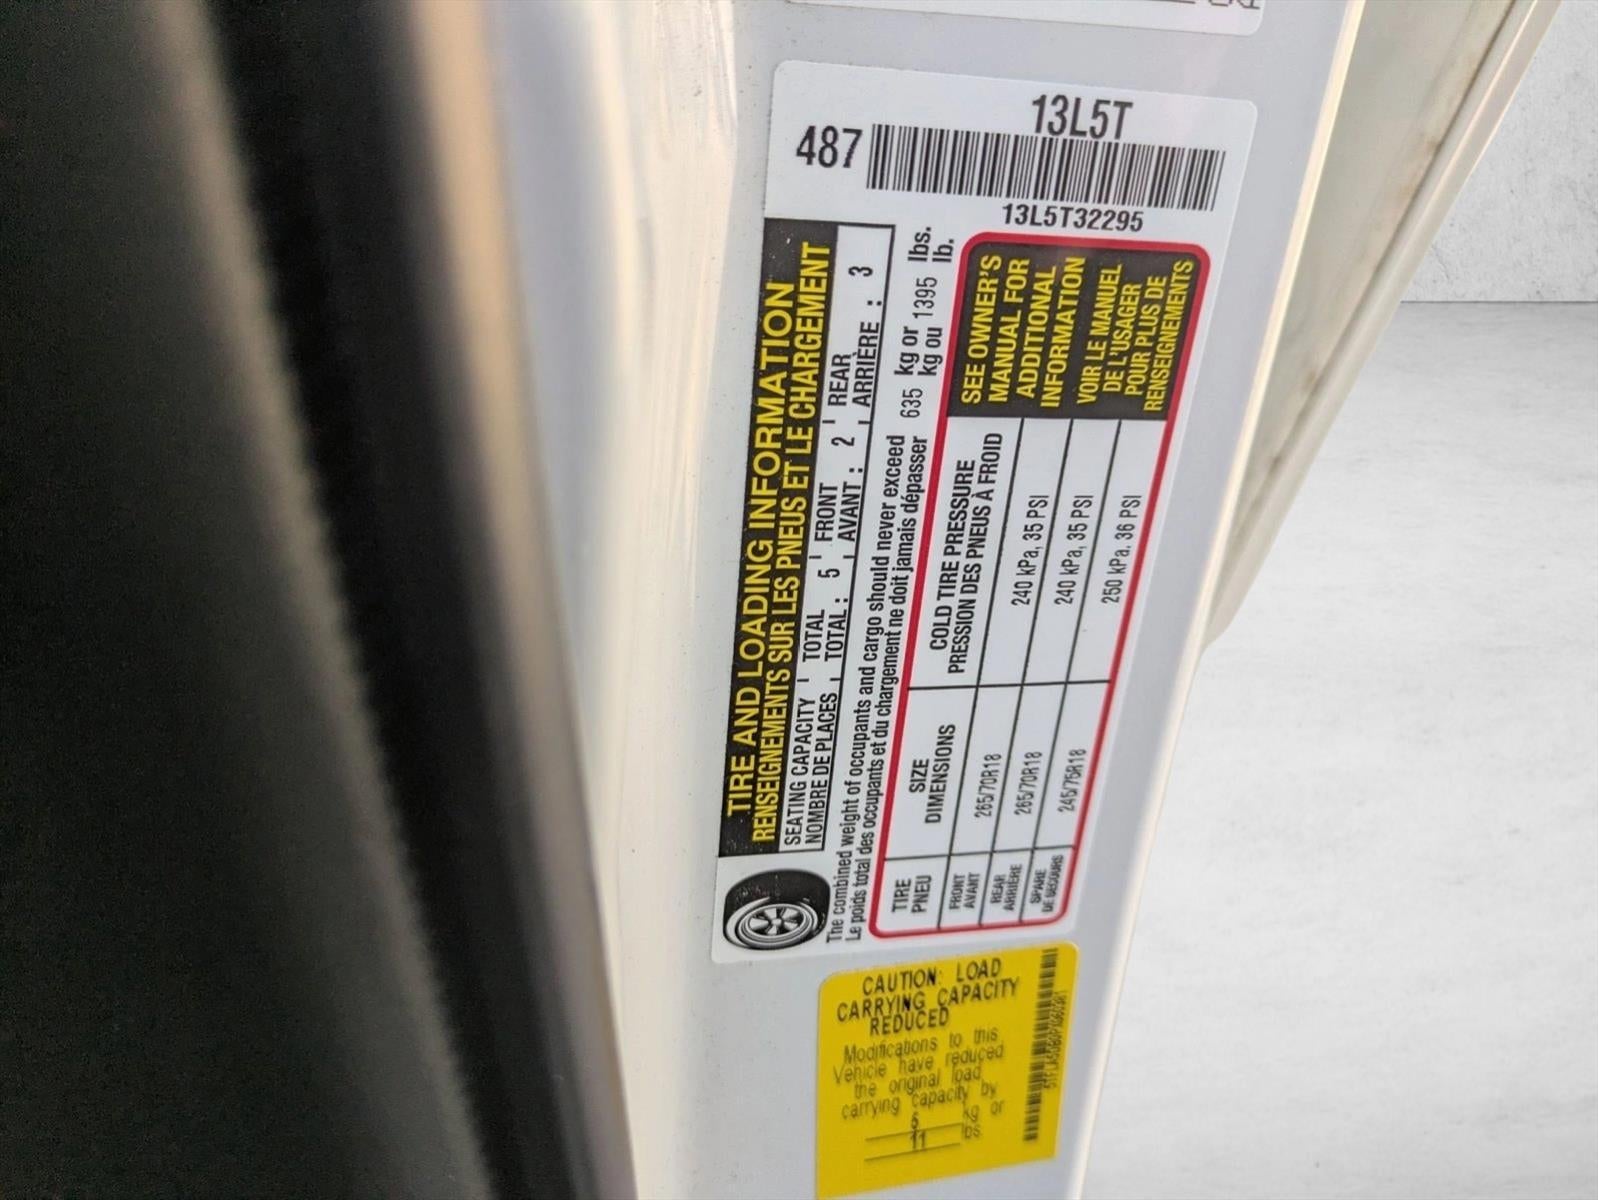 487
13L5T
13L5T32295
TIRE AND LOADING INFORMATION
RENSEIGNEMENTS SUR LES PNEUS ET LE CHARGEMENT
SEATING CAPACITY TOTAL 5 FRONT 2 REAR 3
NOMBRE DE PLACES TOTAL : AVANT : ARRIÈRE :
The combined weight of occupants and cargo should never exceed 635 kg or 1395 lbs.
Le poids total des occupants et du chargement ne doit jamais dépasser kg ou lb.
TIRE SIZE COLD TIRE PRESSURE
PNEU DIMENSIONS PRESSION DES PNEUS À FROID
FRONT
AVANT
265/70R18 240 kPa, 35 PSI
REAR
ARRIÈRE
265/70R18 240 kPa, 35 PSI
SPARE
DE SECOURS
245/75R18 250 kPa. 36 PSI
SEE OWNER'S
MANUAL FOR
ADDITIONAL
INFORMATION
VOIR LE MANUEL
DE L'USAGER
POUR PLUS DE
RENSEIGNEMENTS
CAUTION: LOAD
CARRYING CAPACITY
REDUCED
Modifications to this
Vehicle have reduced
the original load
carrying capacity by
5 kg or
11 lbs.